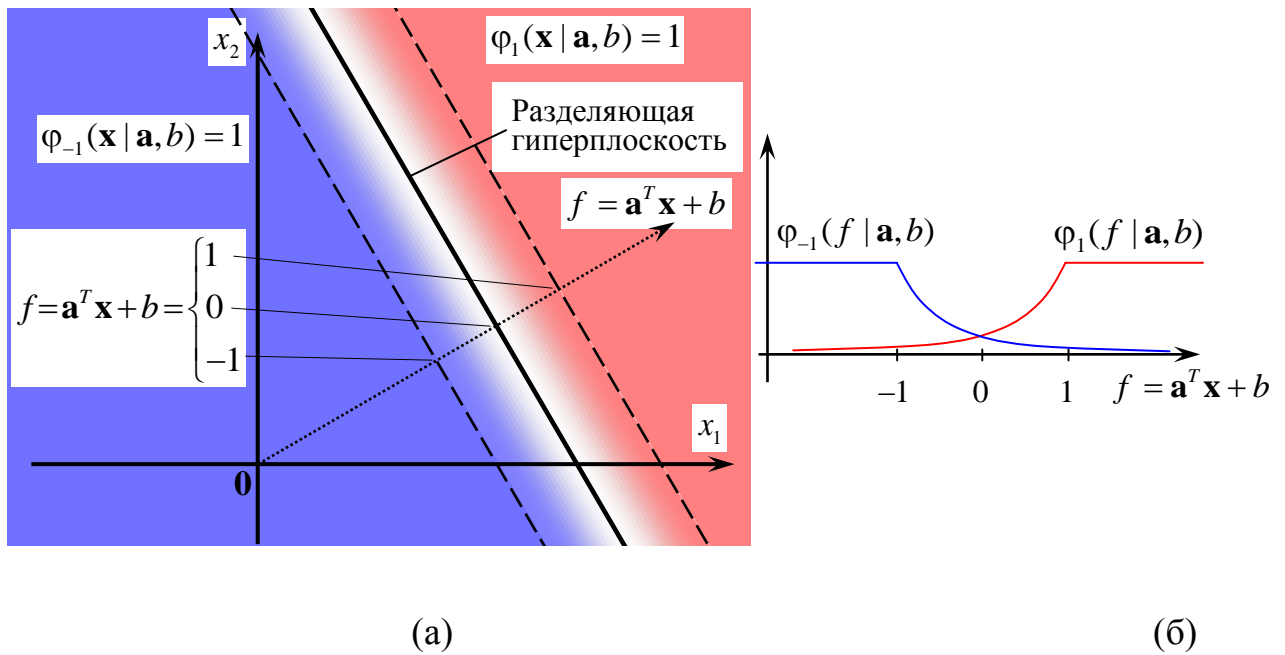 x₂
φ₁(x | a, b) = 1
Разделяющая
гиперплоскость
φ₋₁(x | a, b) = 1
f = aᵀx + b
f = aᵀx + b = {
1
0
−1
x₁
0
φ₋₁(f | a, b)
φ₁(f | a, b)
−1 0 1 f = aᵀx + b
(а) (б)